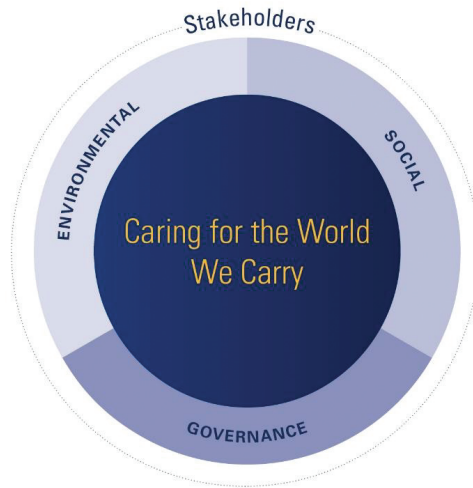 Stakeholders
ENVIRONMENTAL
SOCIAL
Caring for the World
We Carry
GOVERNANCE